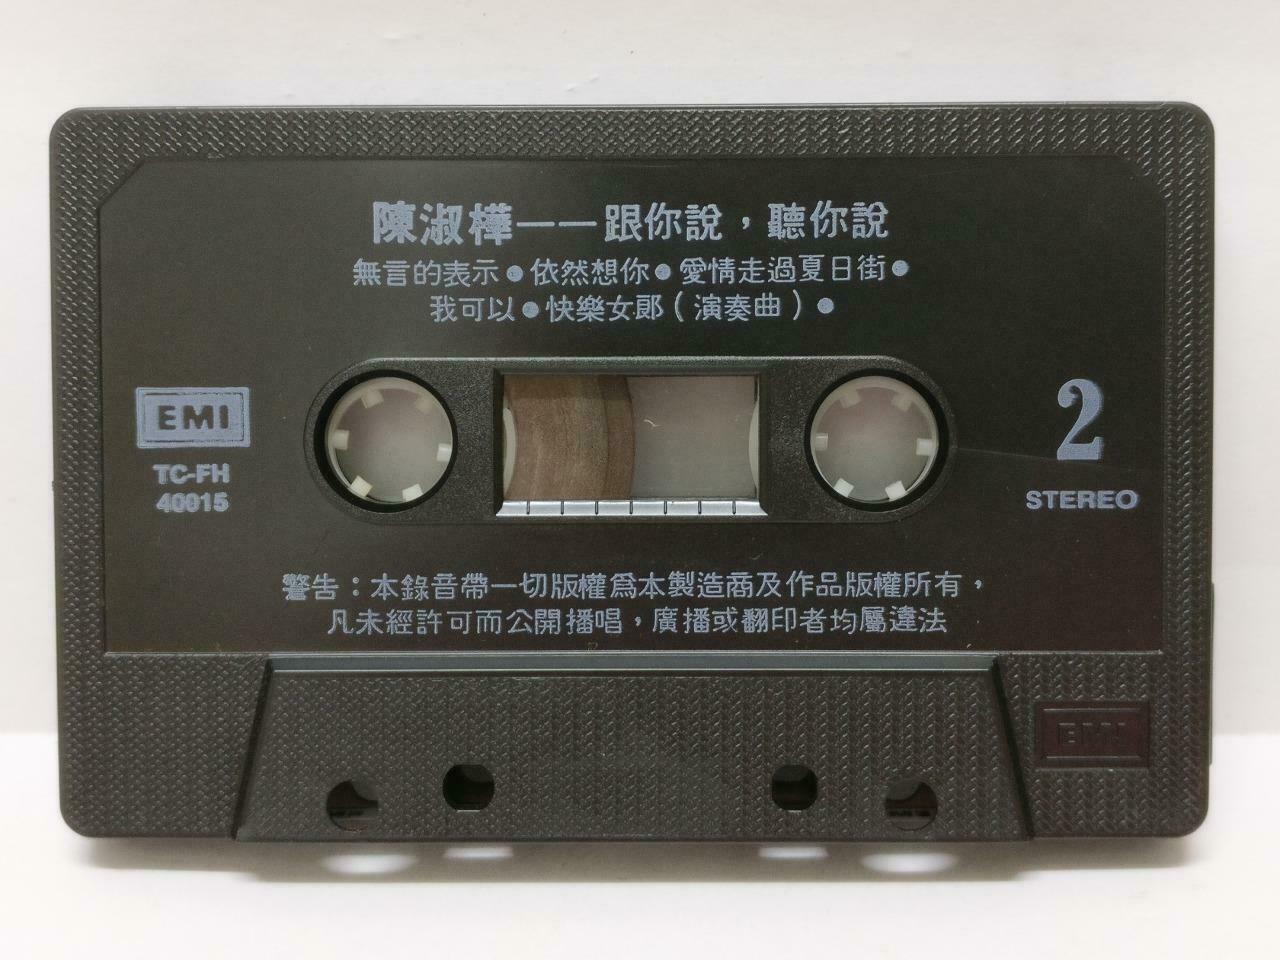 陳淑樺——跟你說，聽你說
無言的表示●依然想你●愛情走過夏日街●
我可以●快樂女郎(演奏曲)●
EMI
TC-FH
40015
2
STEREO
警告：本錄音帶一切版權爲本製造商及作品版權所有，
凡未經許可而公開播唱，廣播或翻印者均屬違法
EMI